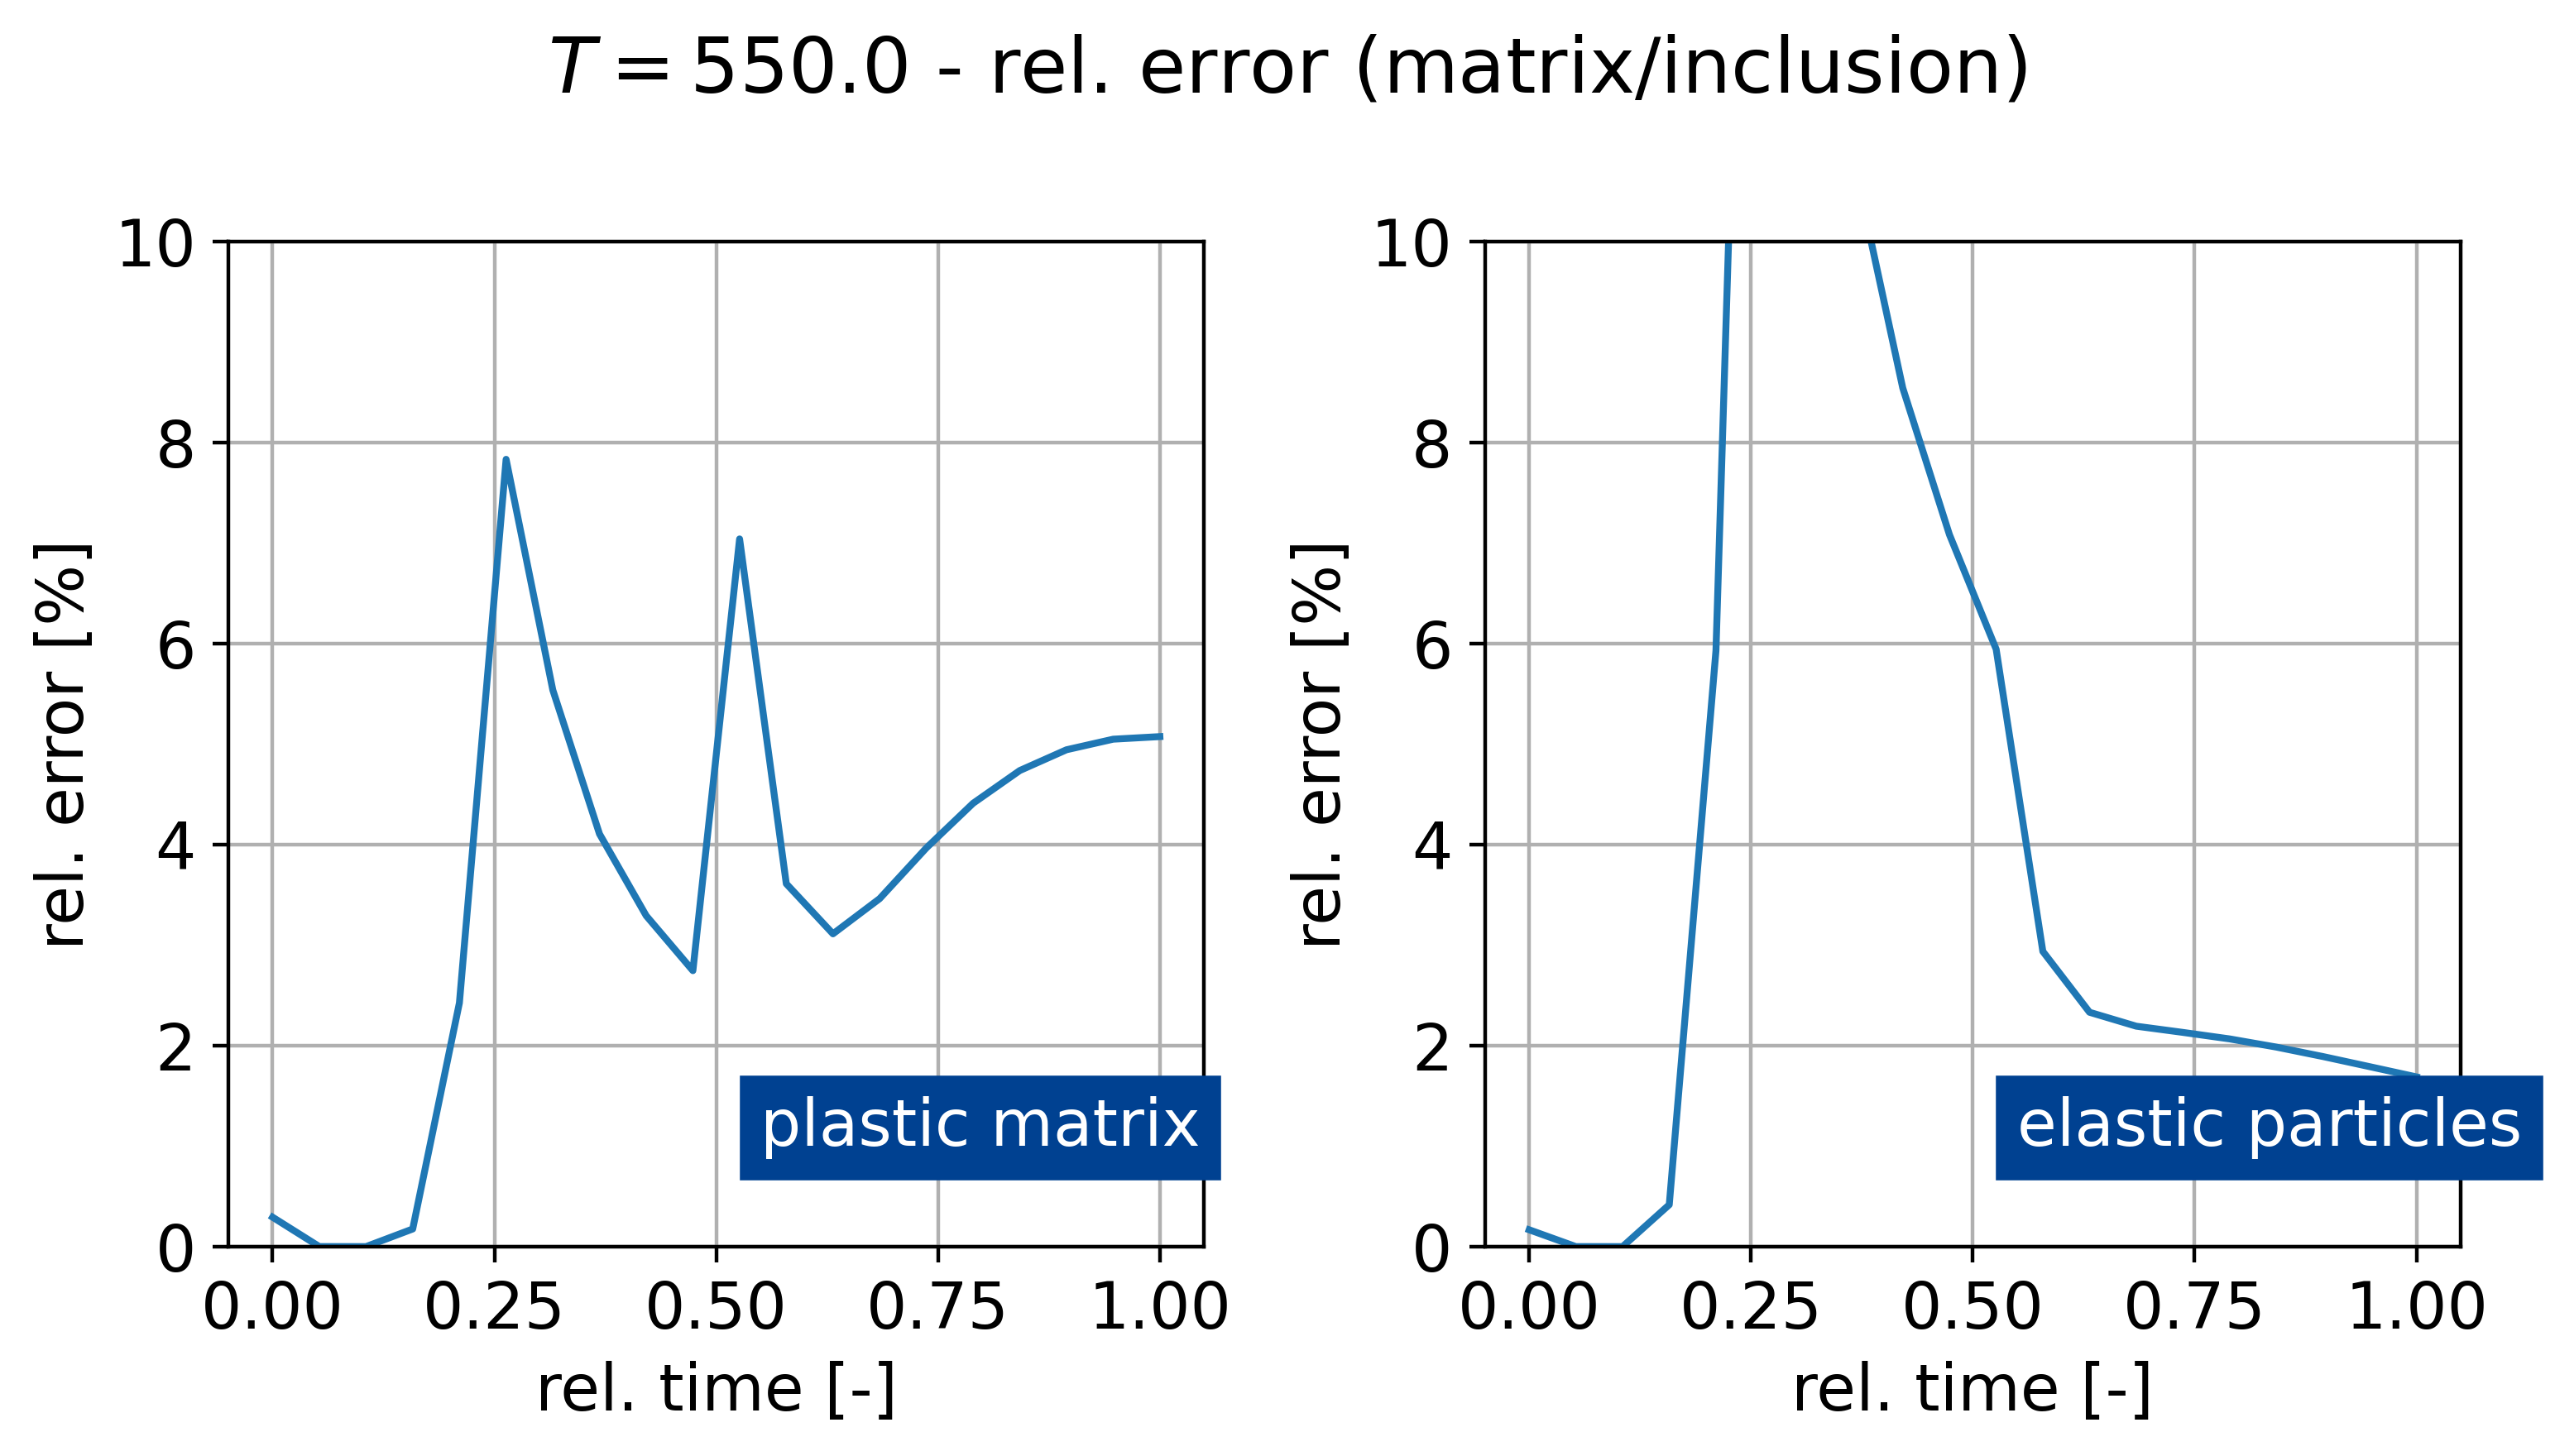 T = 550.0 - rel. error (matrix/inclusion)
rel. error [%]
10
8
6
4
2
0
0.00 0.25 0.50 0.75 1.00
rel. time [-]
plastic matrix
rel. error [%]
10
8
6
4
2
0
0.00 0.25 0.50 0.75 1.00
rel. time [-]
elastic particles